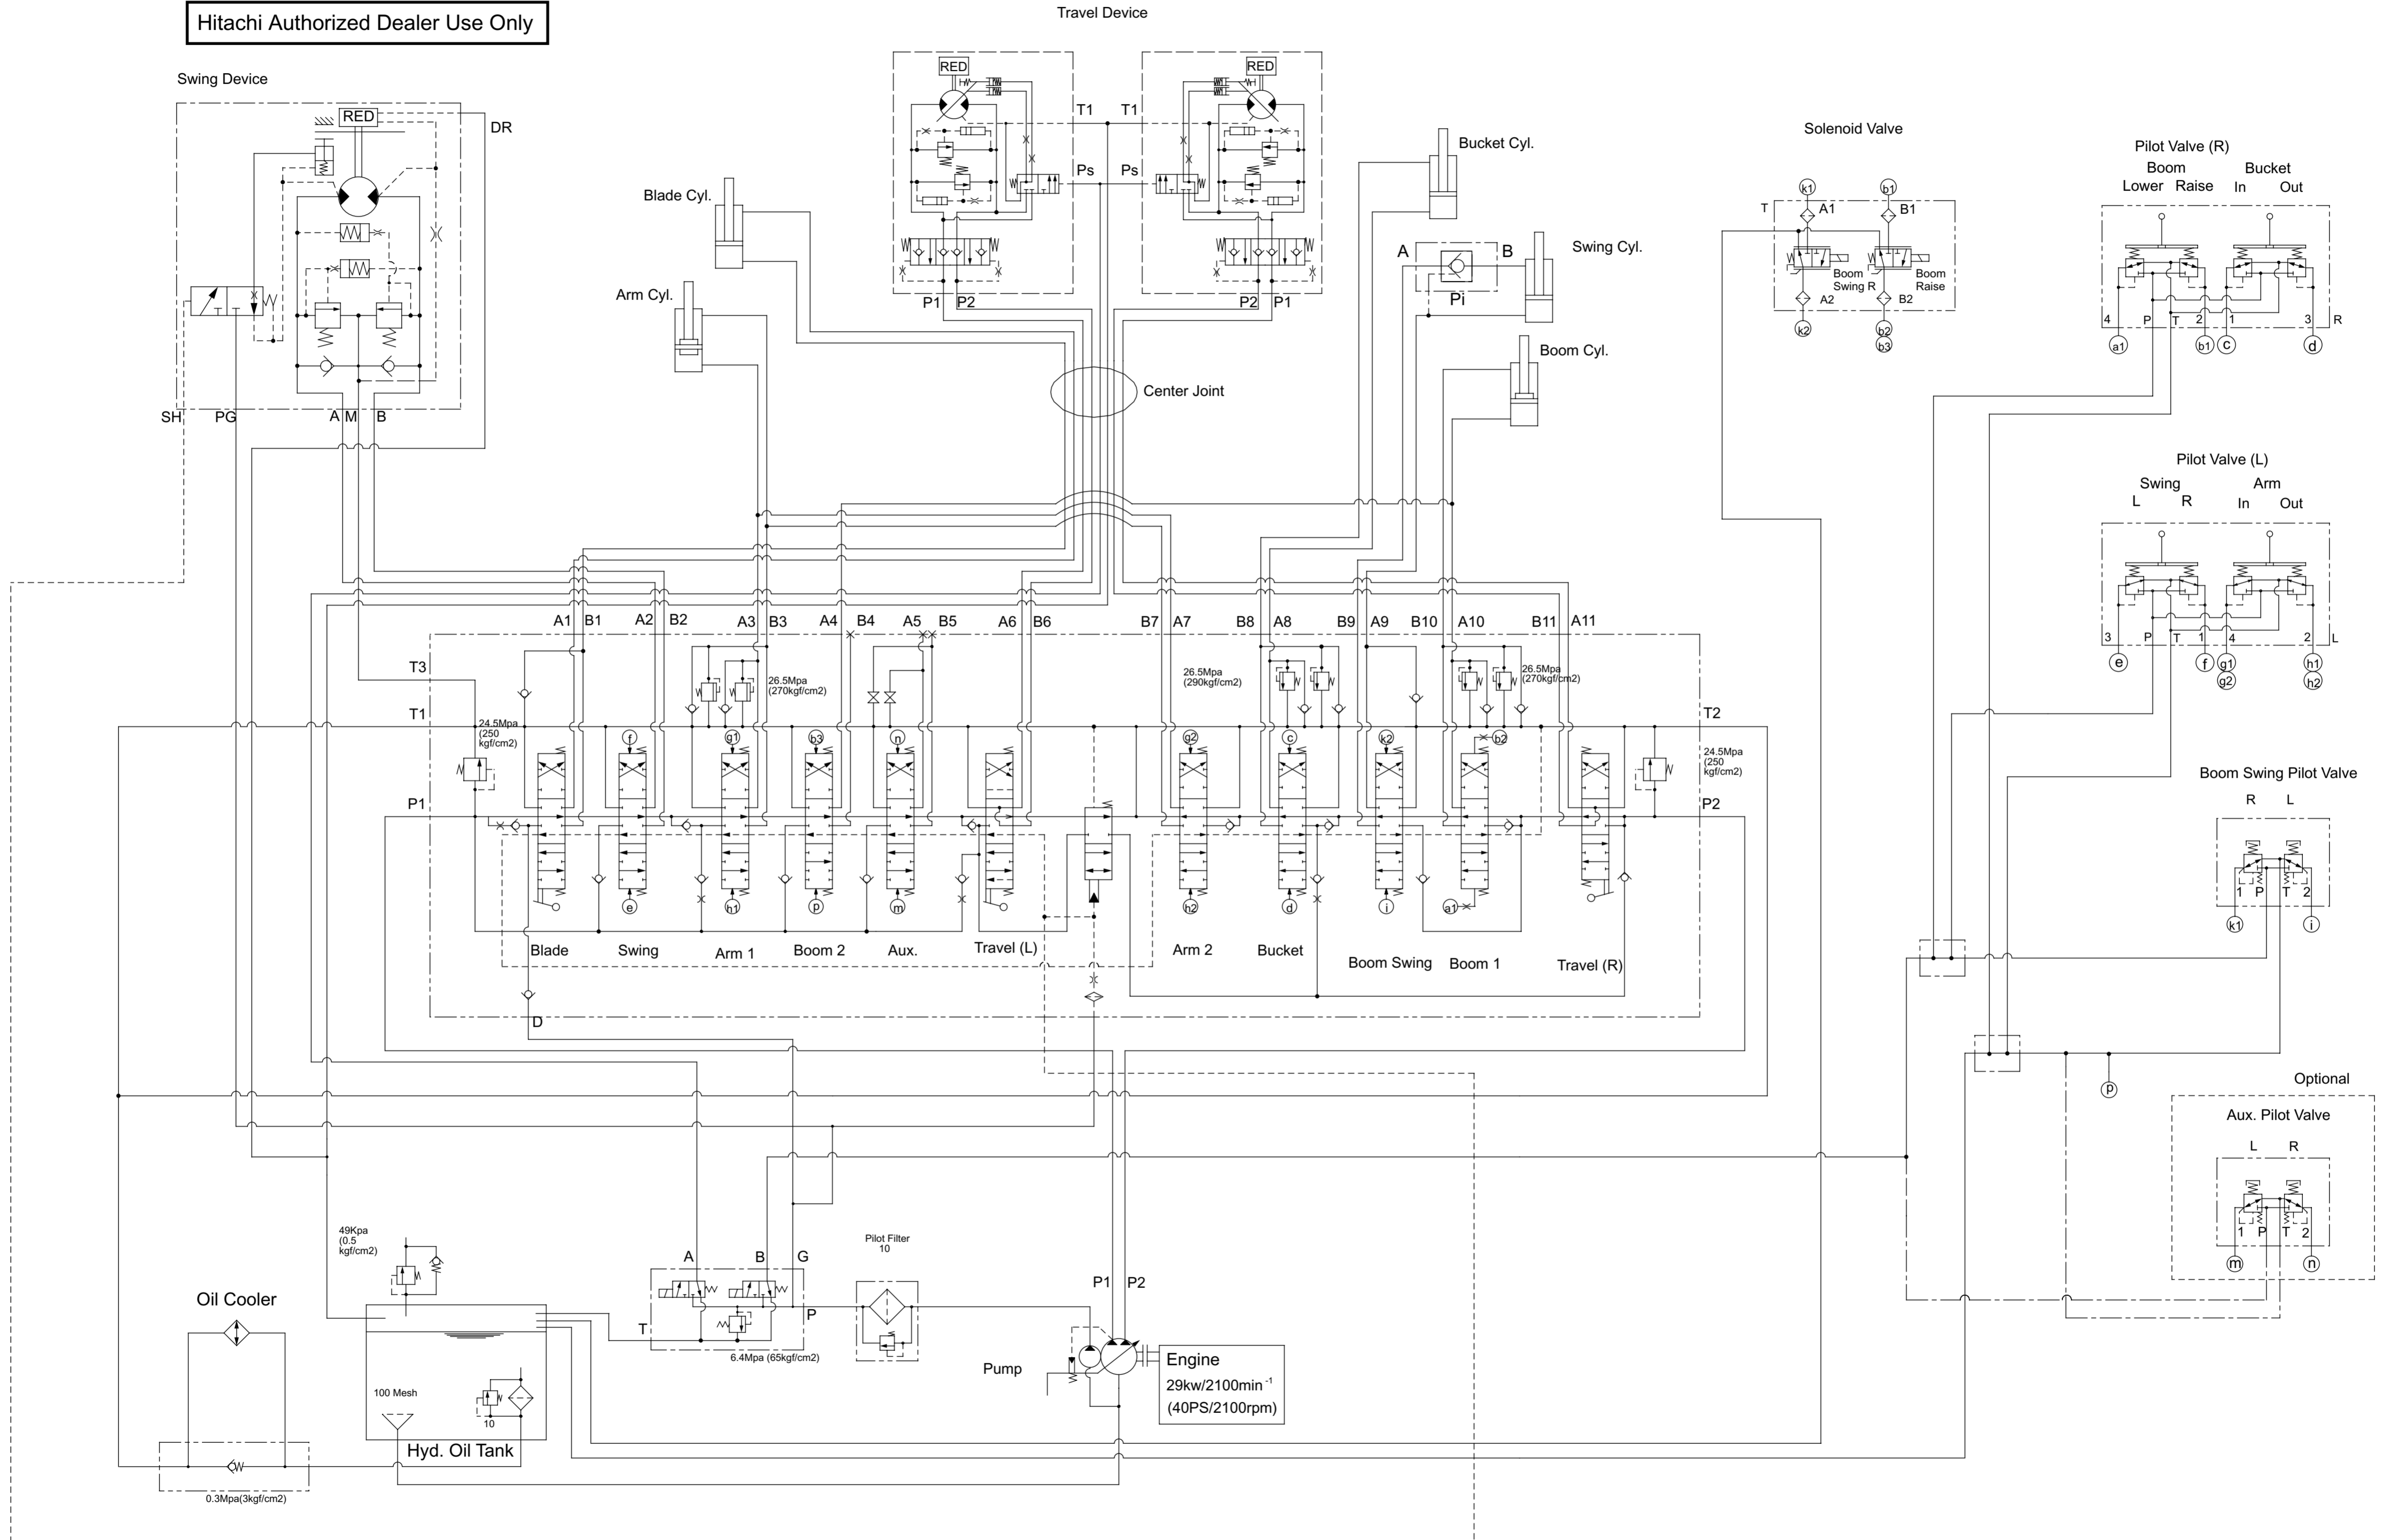 Hitachi Authorized Dealer Use Only
Travel Device
Swing Device
RED
DR
SH
PG
A M B
RED
RED
T1 T1
Ps Ps
P1 P2
P2 P1
Blade Cyl.
Arm Cyl.
Bucket Cyl.
Swing Cyl.
A B
Pi
Boom Cyl.
Center Joint
Solenoid Valve
k1 b1
T A1 B1
Boom
Swing R
Boom
Raise
A2 B2
k2 b2
b3
Pilot Valve (R)
Boom Bucket
Lower Raise In Out
4 P T 2 1 3 R
a1 b1 c d
Pilot Valve (L)
Swing Arm
L R In Out
3 P T 1 4 2 L
e f g1 h1
g2 h2
Boom Swing Pilot Valve
R L
1 P T 2
k1 i
p
Optional
Aux. Pilot Valve
L R
1 P T 2
m n
A1 B1 A2 B2 A3 B3 A4 B4 A5 B5 A6 B6 B7 A7 B8 A8 B9 A9 B10 A10 B11 A11
T3
26.5Mpa
(270kgf/cm2)
26.5Mpa
(290kgf/cm2)
26.5Mpa
(270kgf/cm2)
T1 T2
24.5Mpa
(250
kgf/cm2)
24.5Mpa
(250
kgf/cm2)
f g1 b3 n g2 c k2 b2
P1 P2
e h1 p m h2 d i a1
Blade Swing Arm 1 Boom 2 Aux. Travel (L) Arm 2 Bucket Boom Swing Boom 1 Travel (R)
D
49Kpa
(0.5
kgf/cm2)
Oil Cooler
100 Mesh
10
Hyd. Oil Tank
0.3Mpa(3kgf/cm2)
A B G
T P
6.4Mpa (65kgf/cm2)
Pilot Filter
10
P1 P2
Pump
Engine
29kw/2100min -1
(40PS/2100rpm)